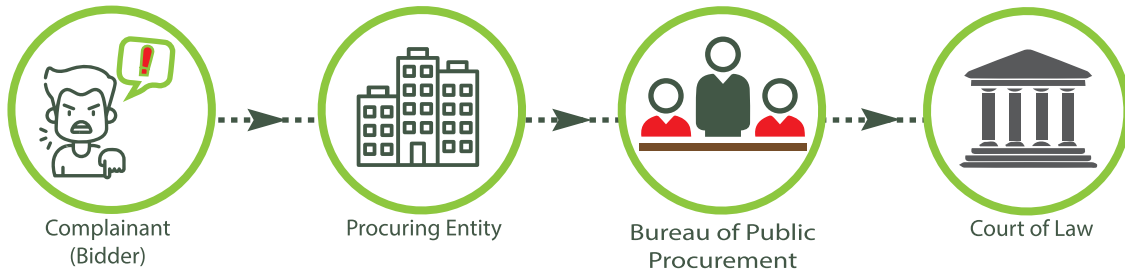 Complainant
(Bidder)
Procuring Entity
Bureau of Public
Procurement
Court of Law